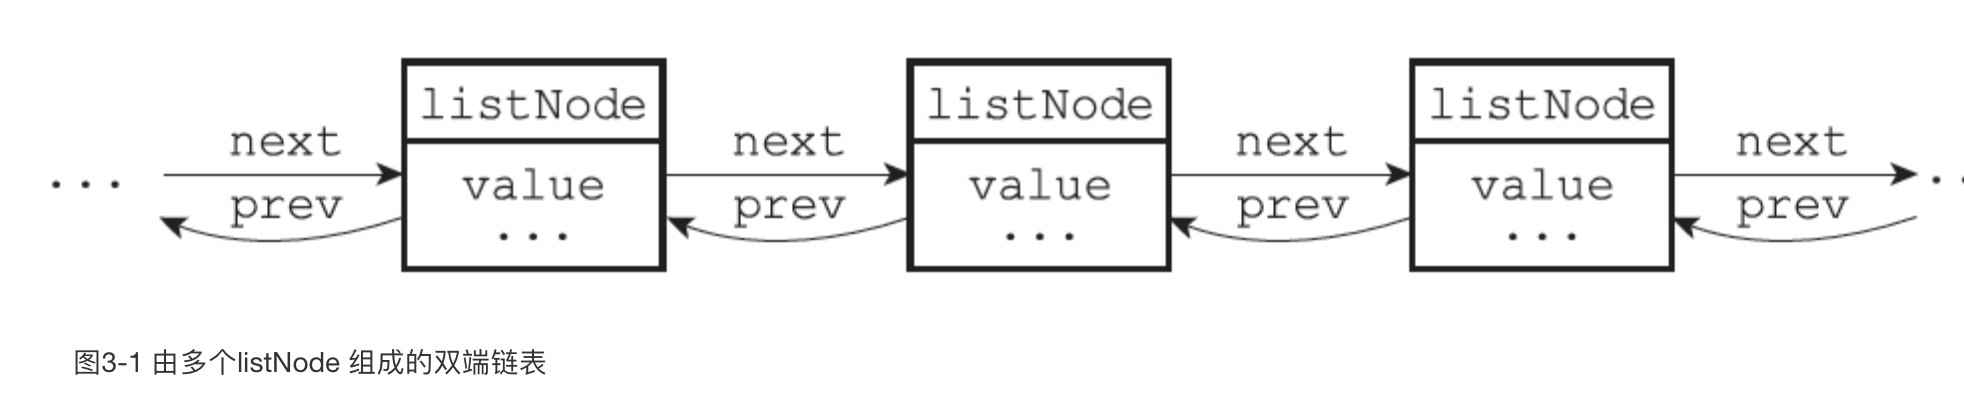 listNode listNode listNode
next next next next
... value value value ..
prev prev prev prev
... ... ...
图3-1 由多个listNode 组成的双端链表